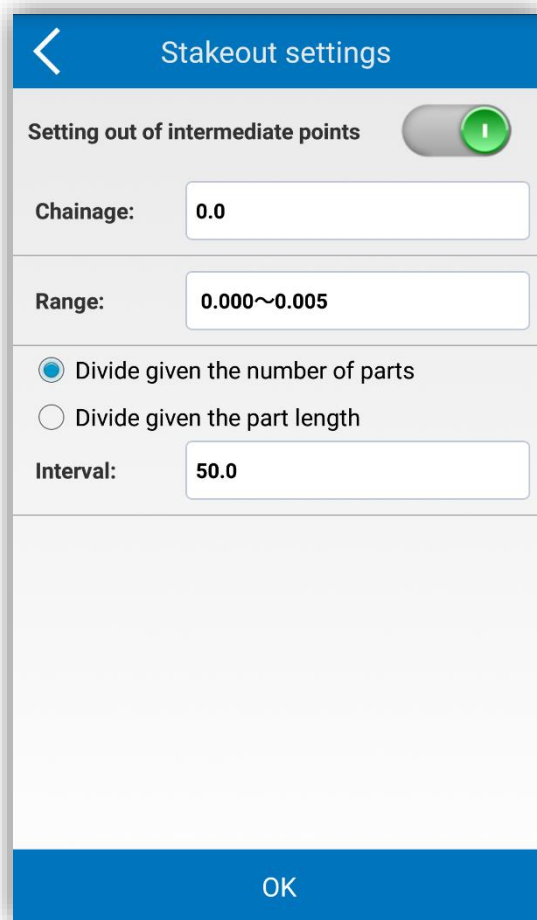 Stakeout settings
Setting out of intermediate points
Chainage: 0.0
Range: 0.000～0.005
Divide given the number of parts
Divide given the part length
Interval: 50.0
OK